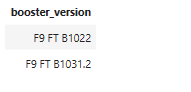 booster_version
F9 FT B1022
F9 FT B1031.2